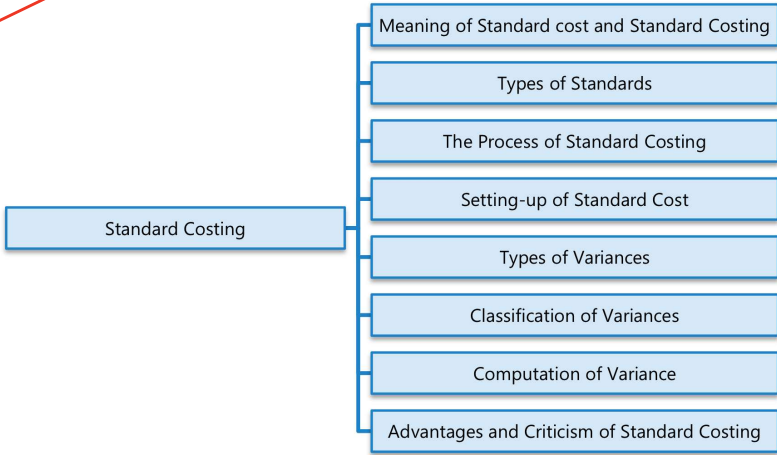 Meaning of Standard cost and Standard Costing
Types of Standards
The Process of Standard Costing
Setting-up of Standard Cost
Standard Costing
Types of Variances
Classification of Variances
Computation of Variance
Advantages and Criticism of Standard Costing